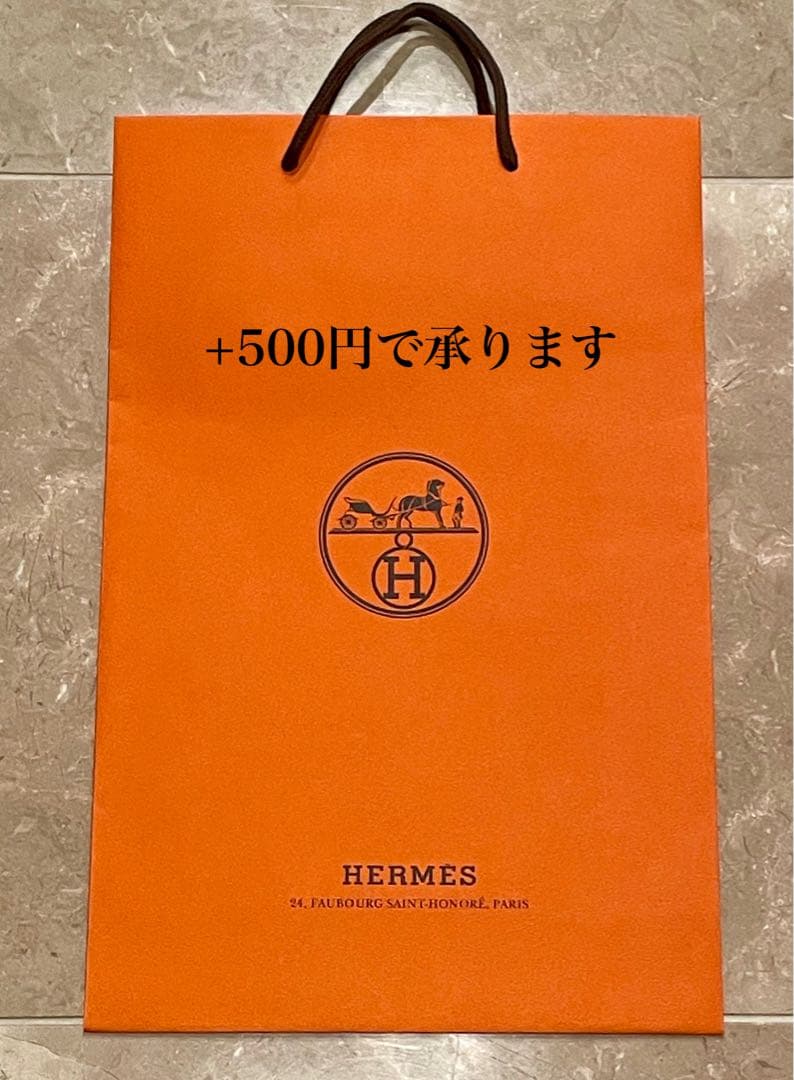 +500円で承ります
H
HERMÈS
24, FAUBOURG SAINT-HONORÉ, PARIS